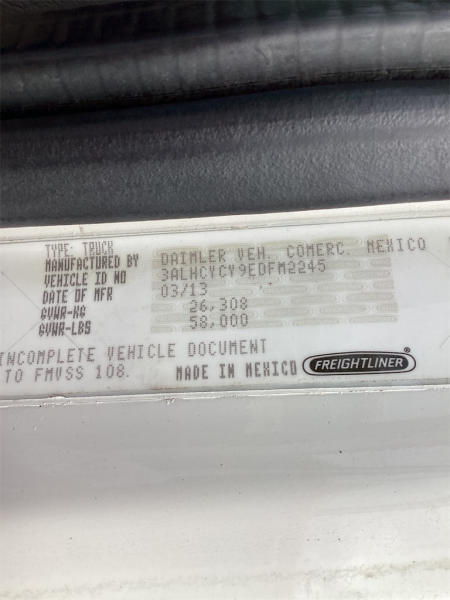 TYPE: TRUCK
MANUFACTURED BY DAIMLER VEH. COMERC. MEXICO
VEHICLE ID NO 3ALHCYCY9EDFM2245
DATE OF MFR 03/13
GVWR-KG 26,308
GVWR-LBS 58,000
INCOMPLETE VEHICLE DOCUMENT
TO FMVSS 108. MADE IN MEXICO FREIGHTLINER